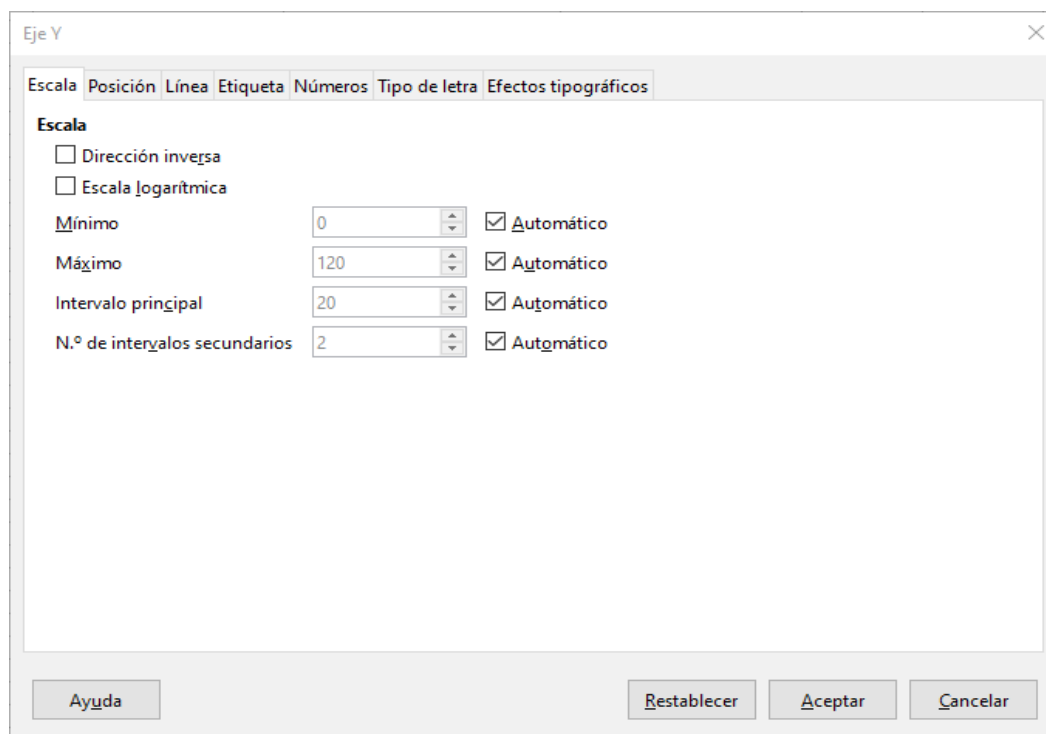 Eje Y
Escala Posición Línea Etiqueta Números Tipo de letra Efectos tipográficos
Escala
Dirección inversa
Escala logarítmica
Mínimo 0 Automático
Máximo 120 Automático
Intervalo principal 20 Automático
N.º de intervalos secundarios 2 Automático
Ayuda Restablecer Aceptar Cancelar